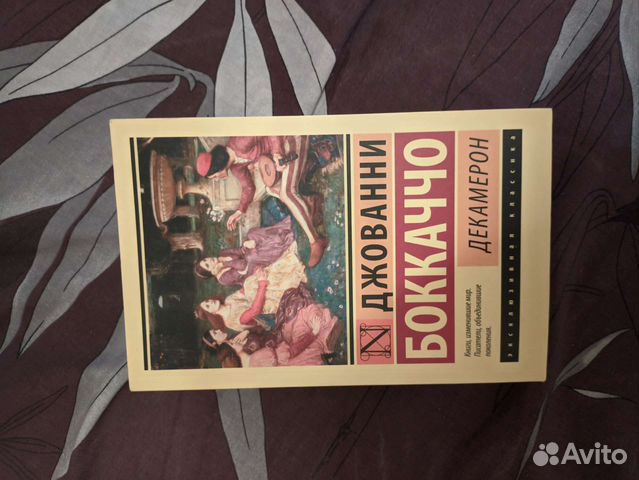 ДЖОВАННИ
БОККАЧЧО
ДЕКАМЕРОН
Книги, изменившие мир.
Писатели, объединившие
поколения.
ЭКСКЛЮЗИВНАЯ КЛАССИКА
Avito